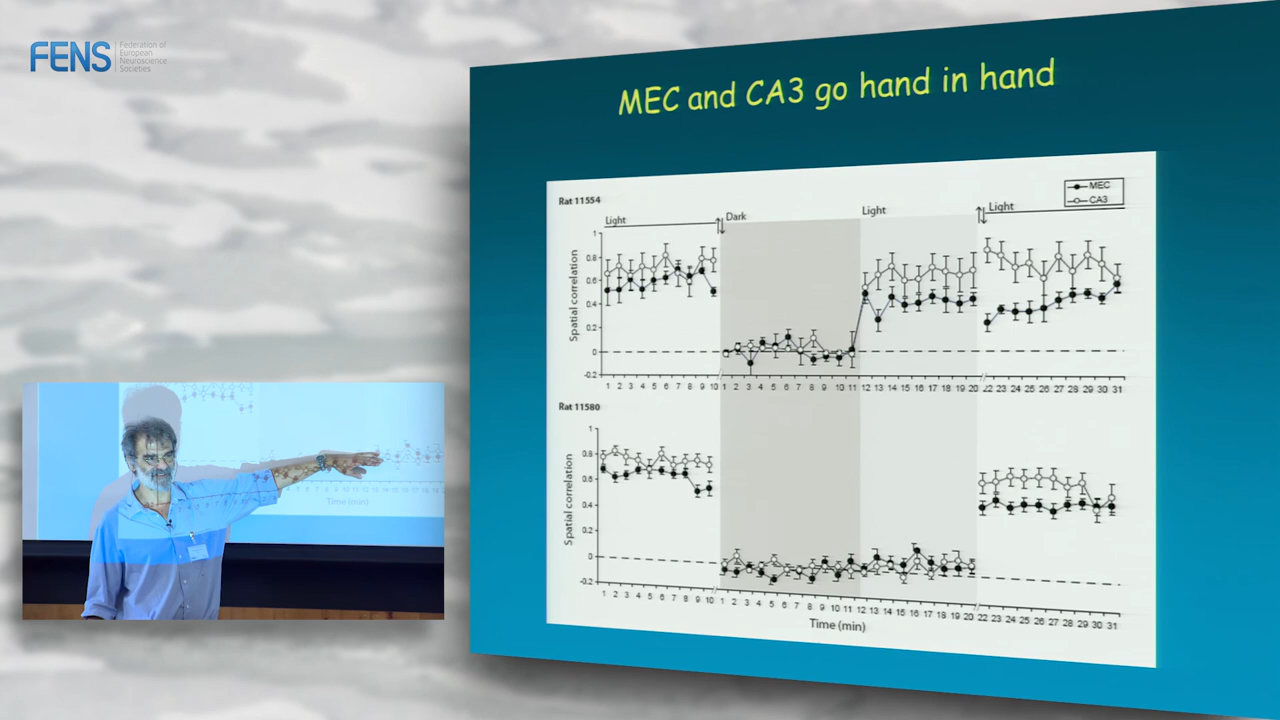 FENS
Federation of
European
Neuroscience
Societies
MEC and CA3 go hand in hand
Rat 11554
MEC
CA3
Light
Dark
Light
Light
Spatial correlation
1
0.8
0.6
0.4
0.2
0
-0.2
1 2 3 4 5 6 7 8 9 10 1 2 3 4 5 6 7 8 9 10 11 12 13 14 15 16 17 18 19 20 22 23 24 25 26 27 28 29 30 31
Rat 11580
Spatial correlation
1
0.8
0.6
0.4
0.2
0
-0.2
1 2 3 4 5 6 7 8 9 10 1 2 3 4 5 6 7 8 9 10 11 12 13 14 15 16 17 18 19 20 22 23 24 25 26 27 28 29 30 31
Time (min)
Time (min)